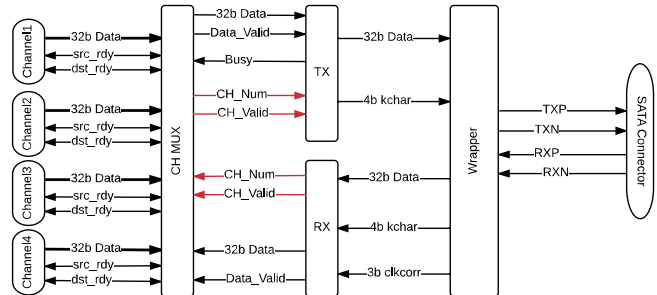 Channel1
32b Data
src_rdy
dst_rdy
Channel2
32b Data
src_rdy
dst_rdy
Channel3
32b Data
src_rdy
dst_rdy
Channel4
32b Data
src_rdy
dst_rdy
CH MUX
32b Data
Data_Valid
Busy
CH_Num
CH_Valid
CH_Num
CH_Valid
32b Data
Data_Valid
TX
RX
32b Data
4b kchar
32b Data
4b kchar
3b clkcorr
Wrapper
TXP
TXN
RXP
RXN
SATA Connector